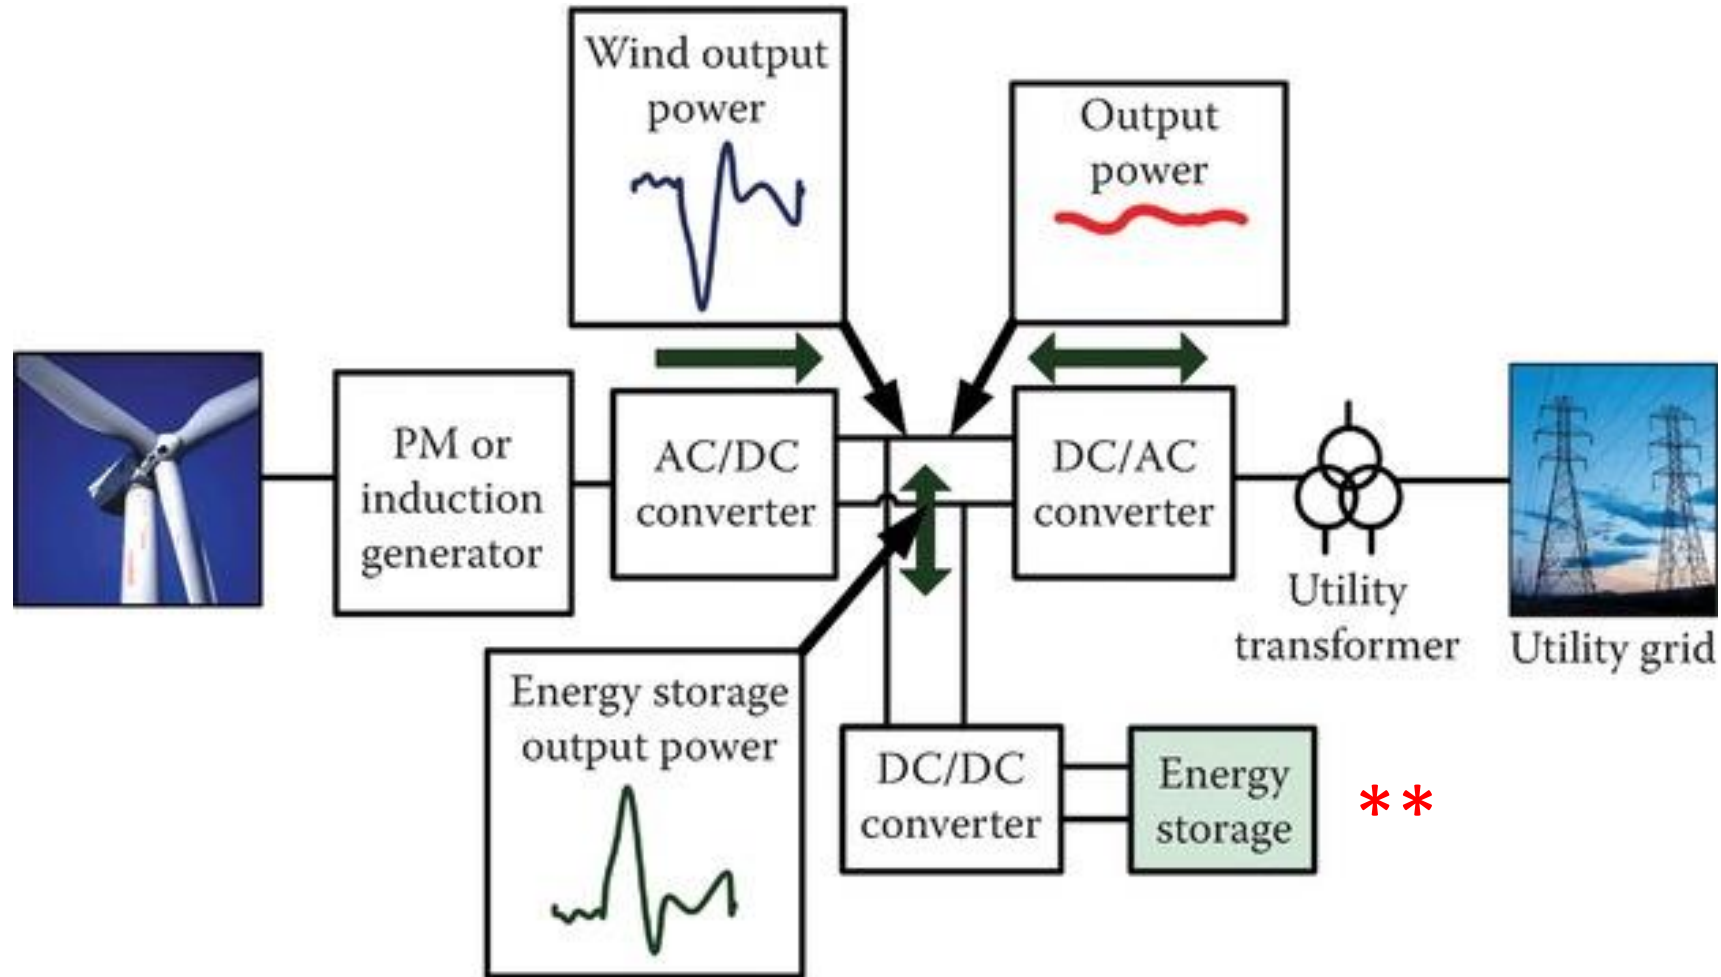 Wind output
power
Output
power
PM or
induction
generator
AC/DC
converter
DC/AC
converter
Utility
transformer
Utility grid
Energy storage
output power
DC/DC
converter
Energy
storage
**